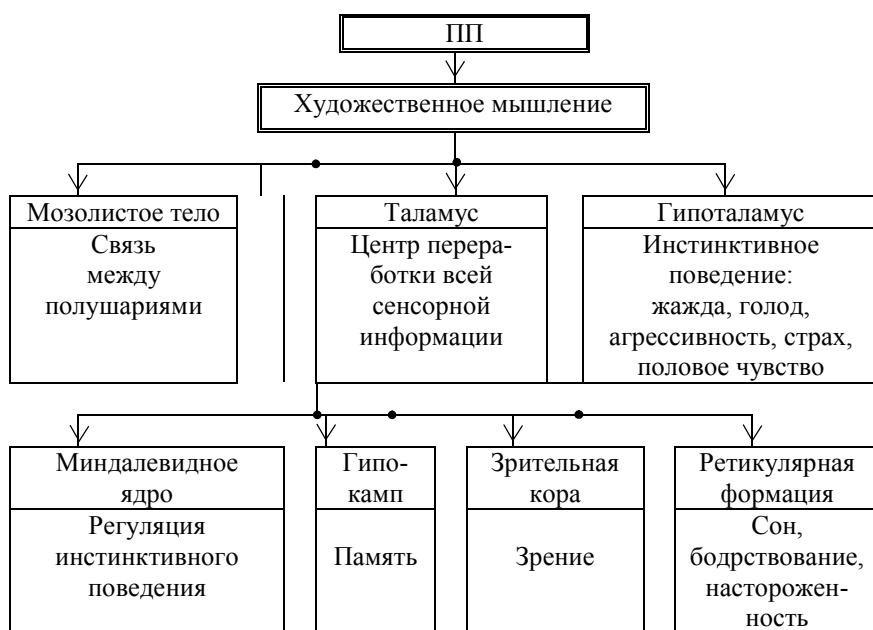 ПП
Художественное мышление
Мозолистое тело
Связь
между
полушариями
Таламус
Центр перера-
ботки всей
сенсорной
информации
Гипоталамус
Инстинктивное
поведение:
жажда, голод,
агрессивность, страх,
половое чувство
Миндалевидное
ядро
Регуляция
инстинктивного
поведения
Гипо-
камп
Память
Зрительная
кора
Зрение
Ретикулярная
формация
Сон,
бодрствование,
насторожен-
ность